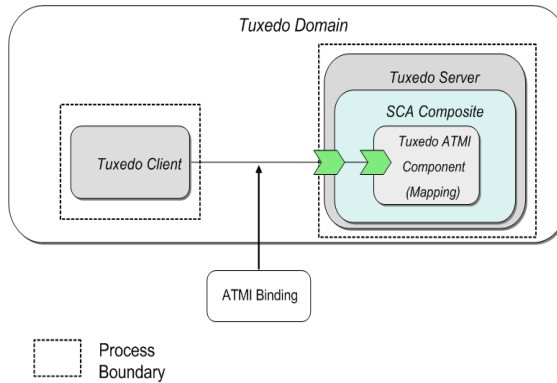 Tuxedo Domain
Tuxedo Server
SCA Composite
Tuxedo Client
Tuxedo ATMI
Component
(Mapping)
ATMI Binding
Process
Boundary